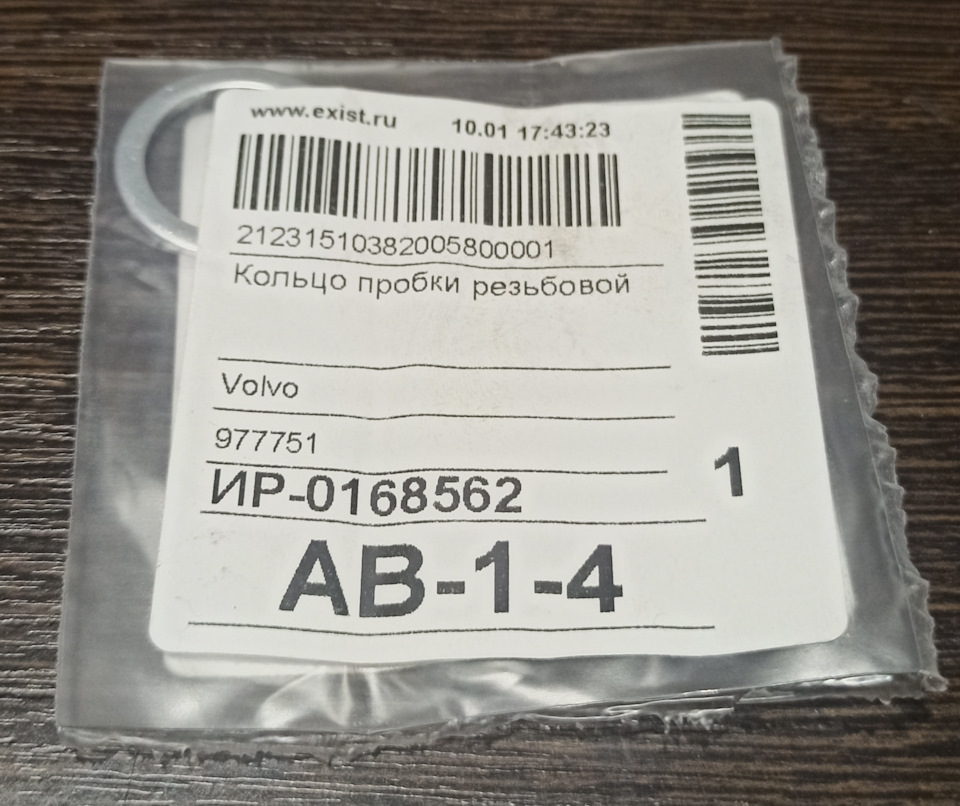 www.exist.ru 10.01 17:43:23
21231510382005800001
Кольцо пробки резьбовой
Volvo
977751
ИР-0168562
1
АВ-1-4